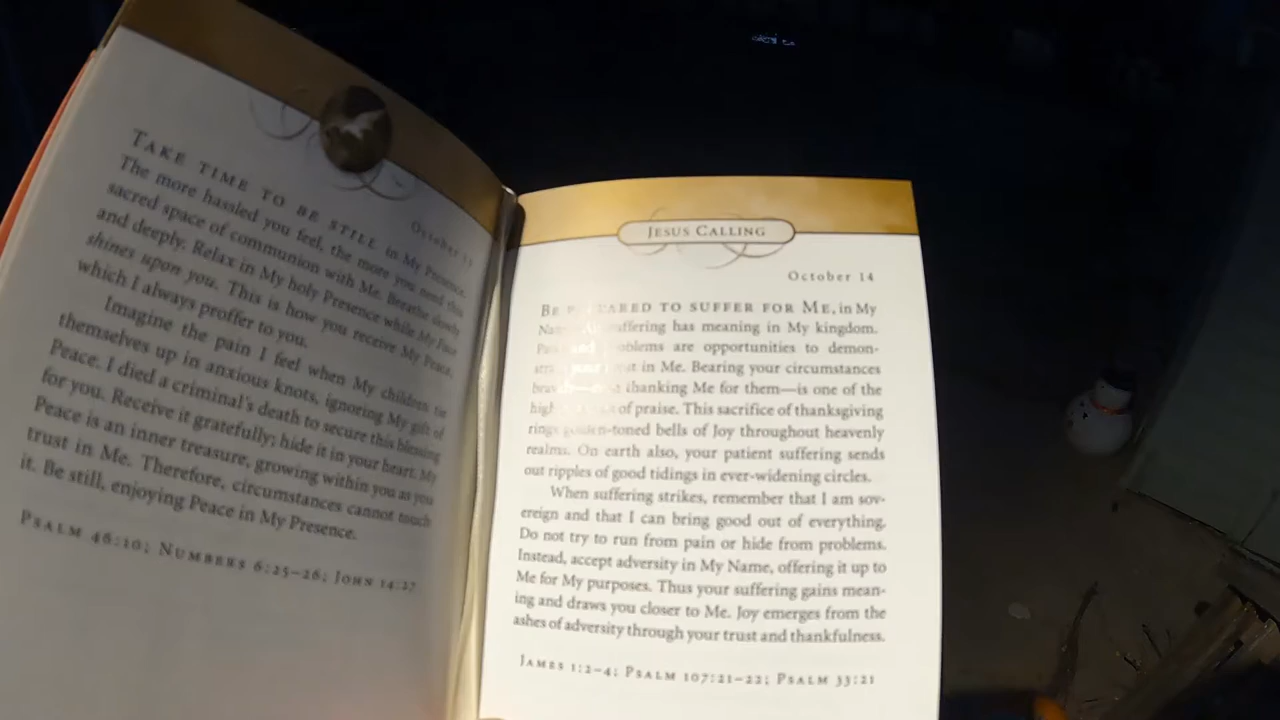 October 13
TAKE TIME TO BE STILL in My Presence.
The more hassled you feel, the more you need this
sacred space of communion with Me. Breathe slowly
and deeply. Relax in My holy Presence while My Face
shines upon you. This is how you receive My Peace,
which I always proffer to you.
Imagine the pain I feel when My children tie
themselves up in anxious knots, ignoring My gift of
Peace. I died a criminal's death to secure this blessing
for you. Receive it gratefully; hide it in your heart. My
Peace is an inner treasure, growing within you as you
trust in Me. Therefore, circumstances cannot touch
it. Be still, enjoying Peace in My Presence.
PSALM 46:10; NUMBERS 6:25–26; JOHN 14:27
JESUS CALLING
October 14
BE TO SUFFER FOR ME, in My
suffering has meaning in My kingdom.
and problems are opportunities to demon-
in Me. Bearing your circumstances
thanking Me for them—is one of the
of praise. This sacrifice of thanksgiving
rings golden-toned bells of Joy throughout heavenly
realms. On earth also, your patient suffering sends
out ripples of good tidings in ever-widening circles.
When suffering strikes, remember that I am sov-
ereign and that I can bring good out of everything.
Do not try to run from pain or hide from problems.
Instead, accept adversity in My Name, offering it up to
Me for My purposes. Thus your suffering gains mean-
ing and draws you closer to Me. Joy emerges from the
ashes of adversity through your trust and thankfulness.
JAMES 1:2–4; PSALM 107:21–22; PSALM 33:21